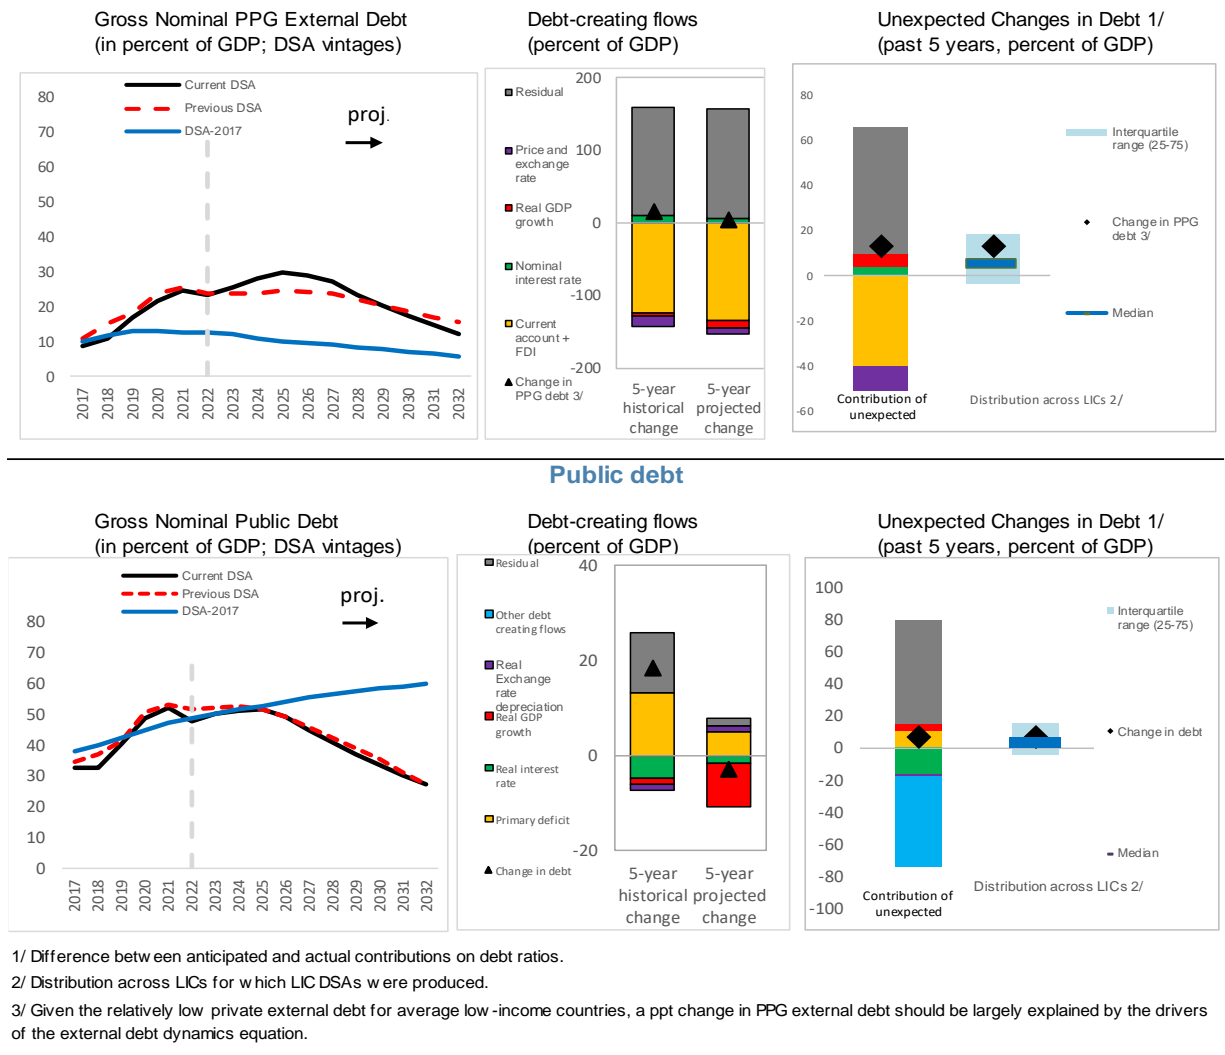 Gross Nominal PPG External Debt
(in percent of GDP; DSA vintages)
Current DSA
Previous DSA
DSA-2017
proj.
80
70
60
50
40
30
20
10
0
2017
2018
2019
2020
2021
2022
2023
2024
2025
2026
2027
2028
2029
2030
2031
2032
Debt-creating flows
(percent of GDP)
Residual
Price and
exchange
rate
Real GDP
growth
Nominal
interest rate
Current
account +
FDI
Change in
PPG debt 3/
200
100
0
-100
-200
5-year
historical
change
5-year
projected
change
Unexpected Changes in Debt 1/
(past 5 years, percent of GDP)
80
60
40
20
0
-20
-40
-60
Interquartile
range (25-75)
Change in PPG
debt 3/
Median
Contribution of
unexpected
Distribution across LICs 2/
Public debt
Gross Nominal Public Debt
(in percent of GDP; DSA vintages)
Current DSA
Previous DSA
DSA-2017
proj.
80
70
60
50
40
30
20
10
0
2017
2018
2019
2020
2021
2022
2023
2024
2025
2026
2027
2028
2029
2030
2031
2032
Debt-creating flows
(percent of GDP)
Residual
Other debt
creating flows
Real
Exchange
rate
depreciation
Real GDP
growth
Real interest
rate
Primary deficit
Change in debt
40
20
0
-20
5-year
historical
change
5-year
projected
change
Unexpected Changes in Debt 1/
(past 5 years, percent of GDP)
100
80
60
40
20
0
-20
-40
-60
-80
-100
Interquartile
range (25-75)
Change in debt
Median
Contribution of
unexpected
Distribution across LICs 2/
1/ Difference between anticipated and actual contributions on debt ratios.
2/ Distribution across LICs for which LIC DSAs were produced.
3/ Given the relatively low private external debt for average low-income countries, a ppt change in PPG external debt should be largely explained by the drivers
of the external debt dynamics equation.